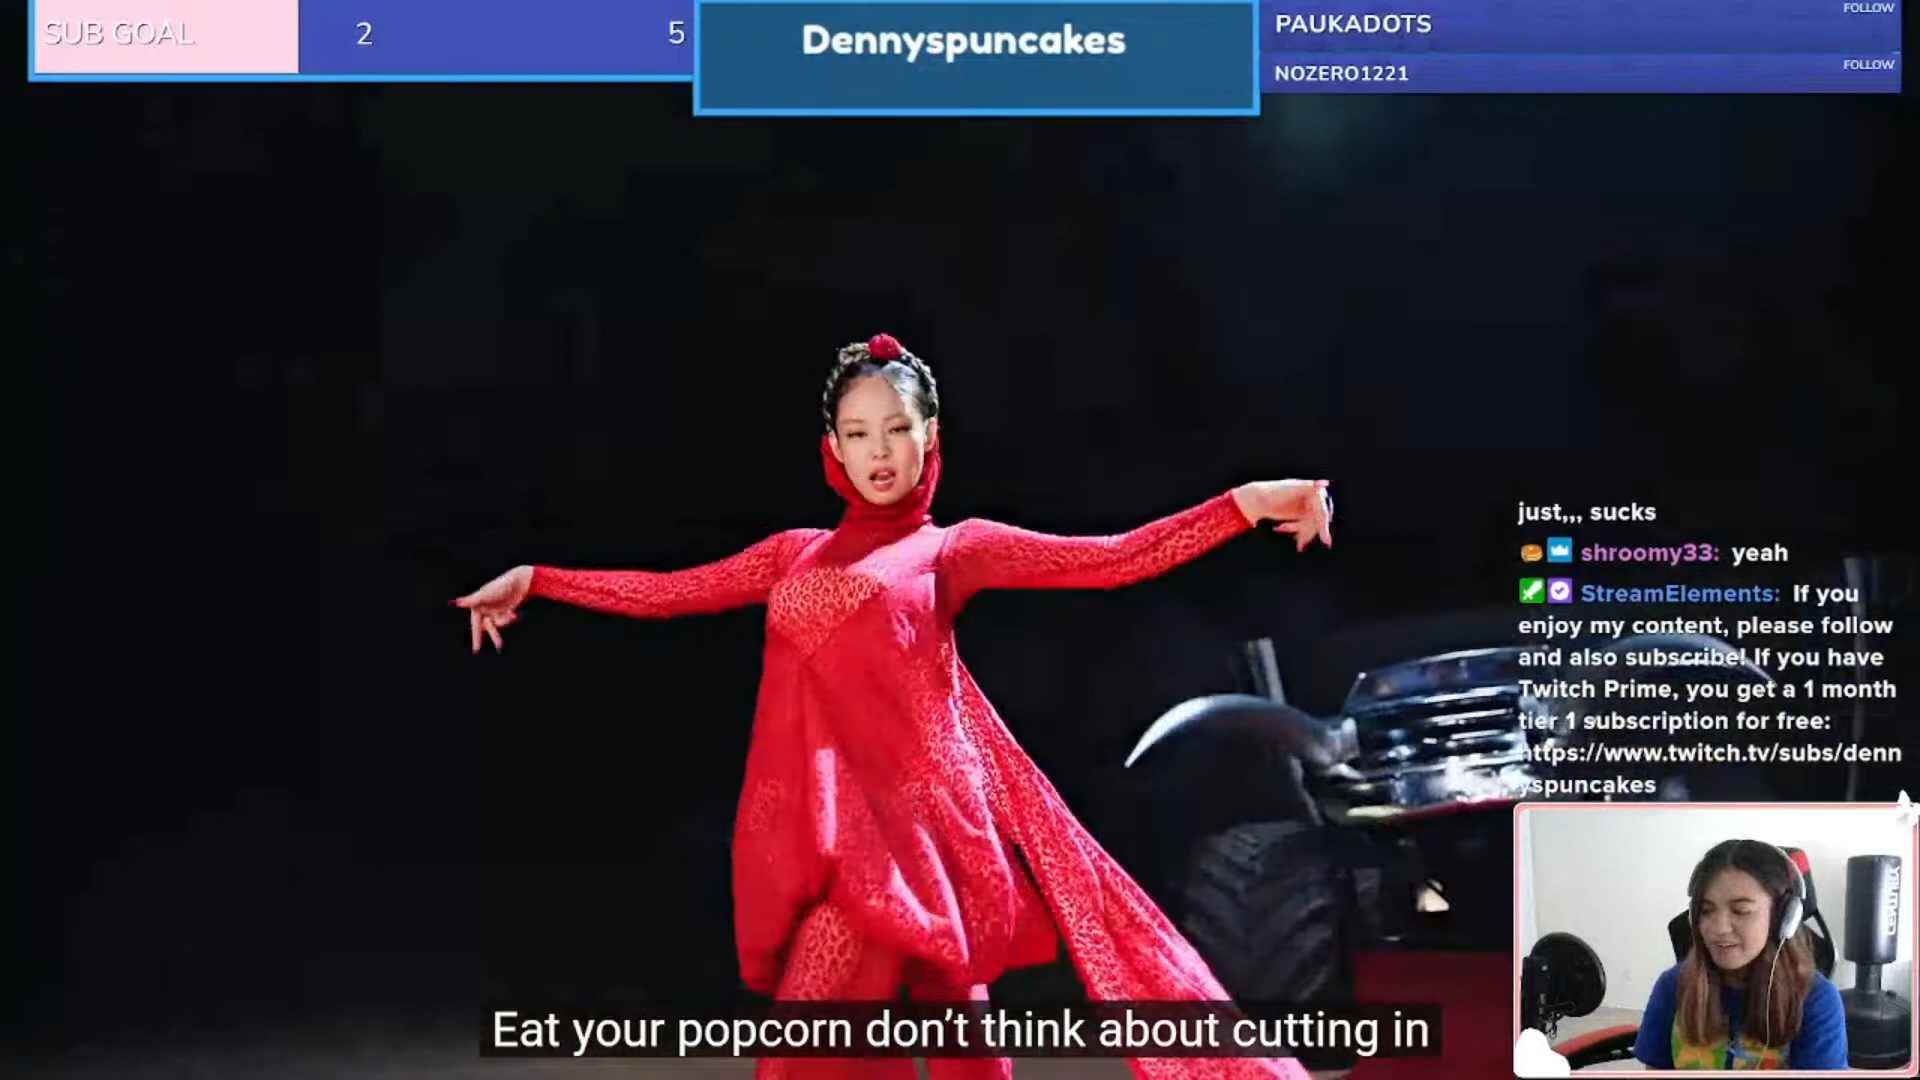 SUB GOAL 2 5
Dennyspuncakes
PAUKADOTS FOLLOW
NOZERO1221 FOLLOW
just,,, sucks
shroomy33: yeah
StreamElements: If you
enjoy my content, please follow
and also subscribe! If you have
Twitch Prime, you get a 1 month
tier 1 subscription for free:
https://www.twitch.tv/subs/denn
yspuncakes
Eat your popcorn don’t think about cutting in